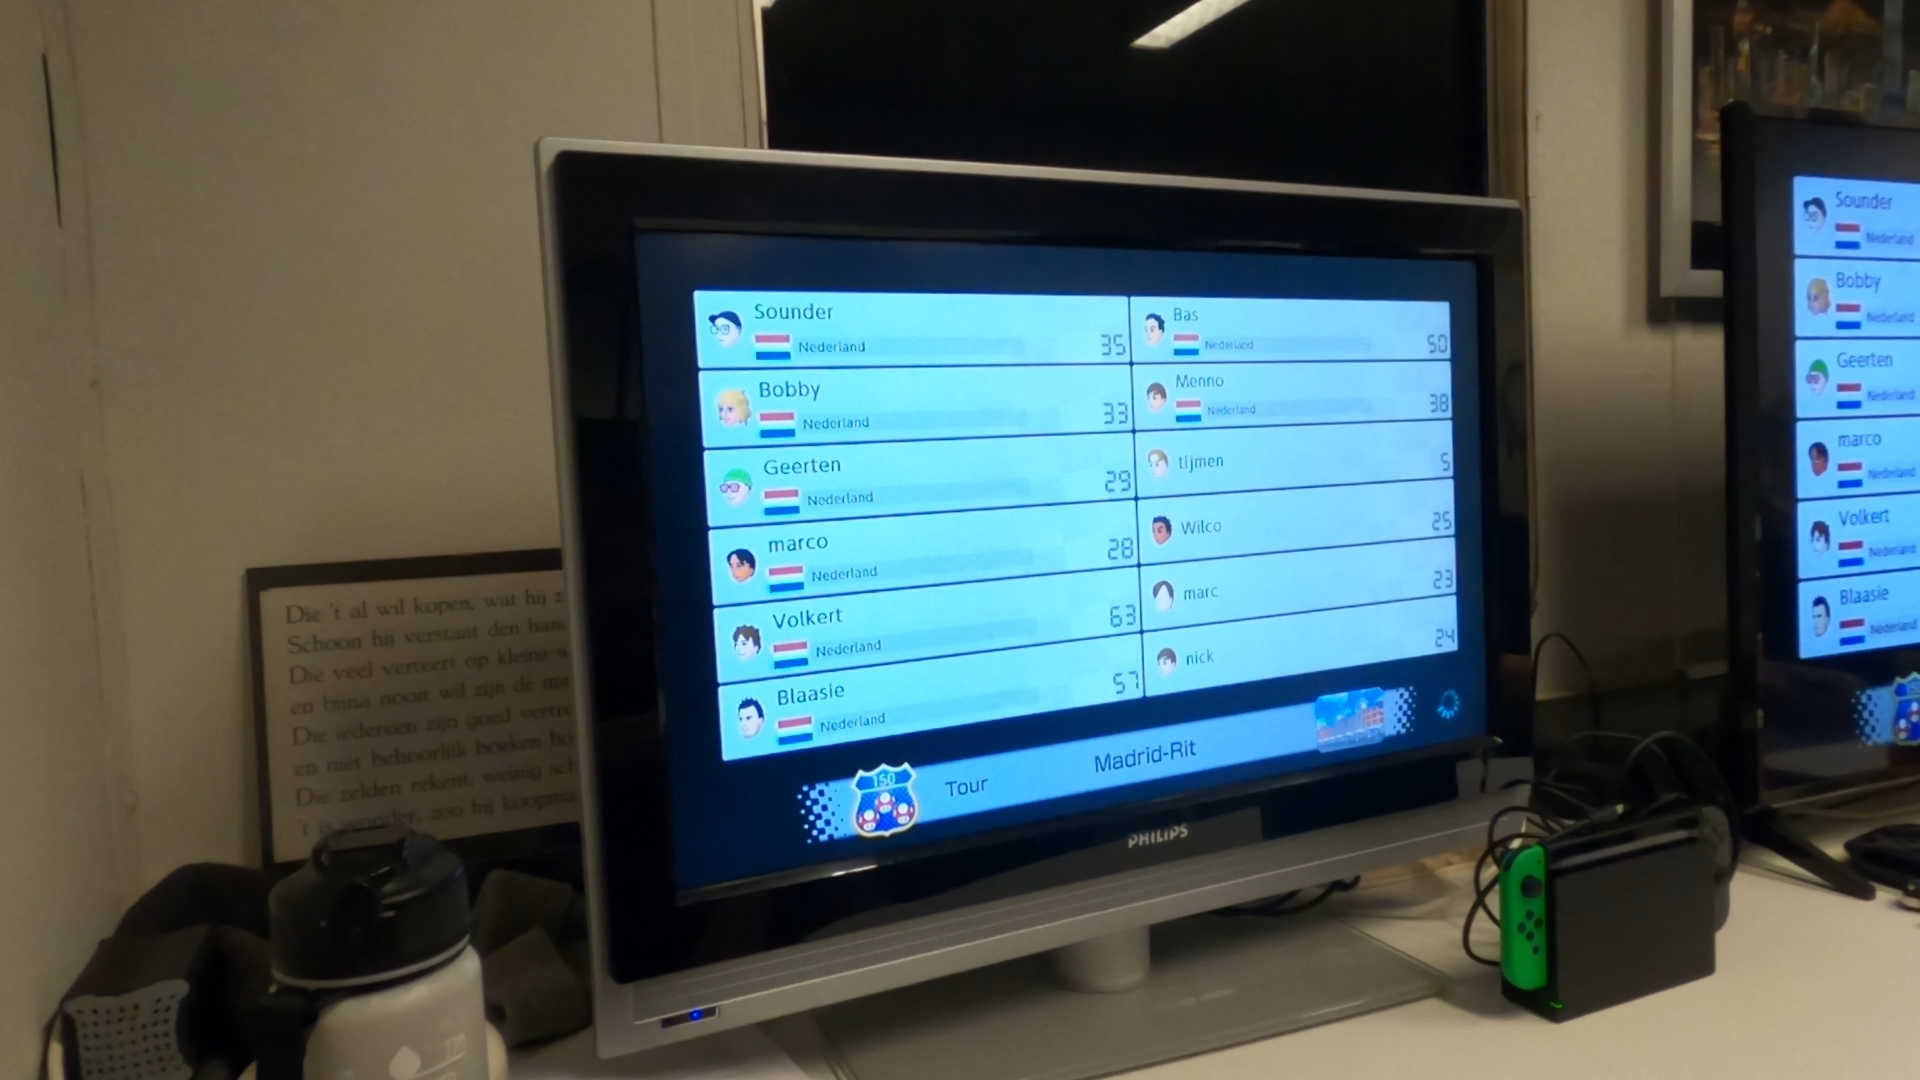 Sounder
Nederland
35
Bobby
Nederland
33
Geerten
Nederland
29
marco
Nederland
28
Volkert
Nederland
63
Blaasie
Nederland
57
Bas
Nederland
50
Menno
Nederland
38
tijmen
5
Wilco
25
marc
23
nick
24
150
Tour
Madrid-Rit
PHILIPS
Sounder
Nederland
Bobby
Nederland
Geerten
Nederland
marco
Nederland
Volkert
Nederland
Blaasie
Nederland
Die 't al wil kopen, wat hij
Schoon hij verstaat den
Die veel verteert op kleine
en bijna nooit wil zijn de
Die iedereen zijn goed
en niet behoorlijk boeken
Die zelden rekent, weinig
't is wonder, zoo hij